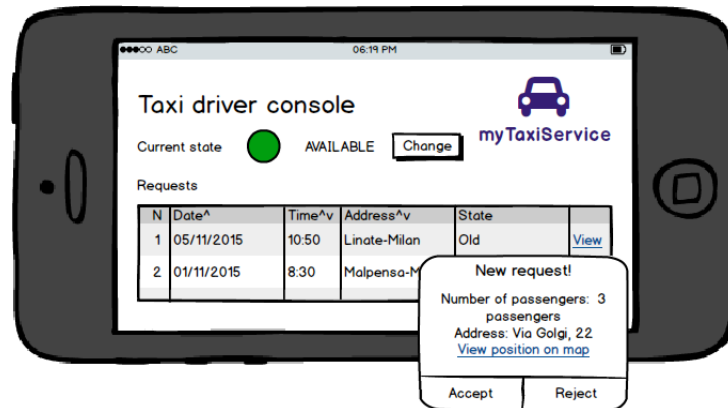 ABC 06:19 PM
Taxi driver console
myTaxiService
Current state AVAILABLE Change
Requests
N Date^ Time^v Address^v State
1 05/11/2015 10:50 Linate-Milan Old View
2 01/11/2015 8:30 Malpensa-M
New request!
Number of passengers: 3
passengers
Address: Via Golgi, 22
View position on map
Accept Reject